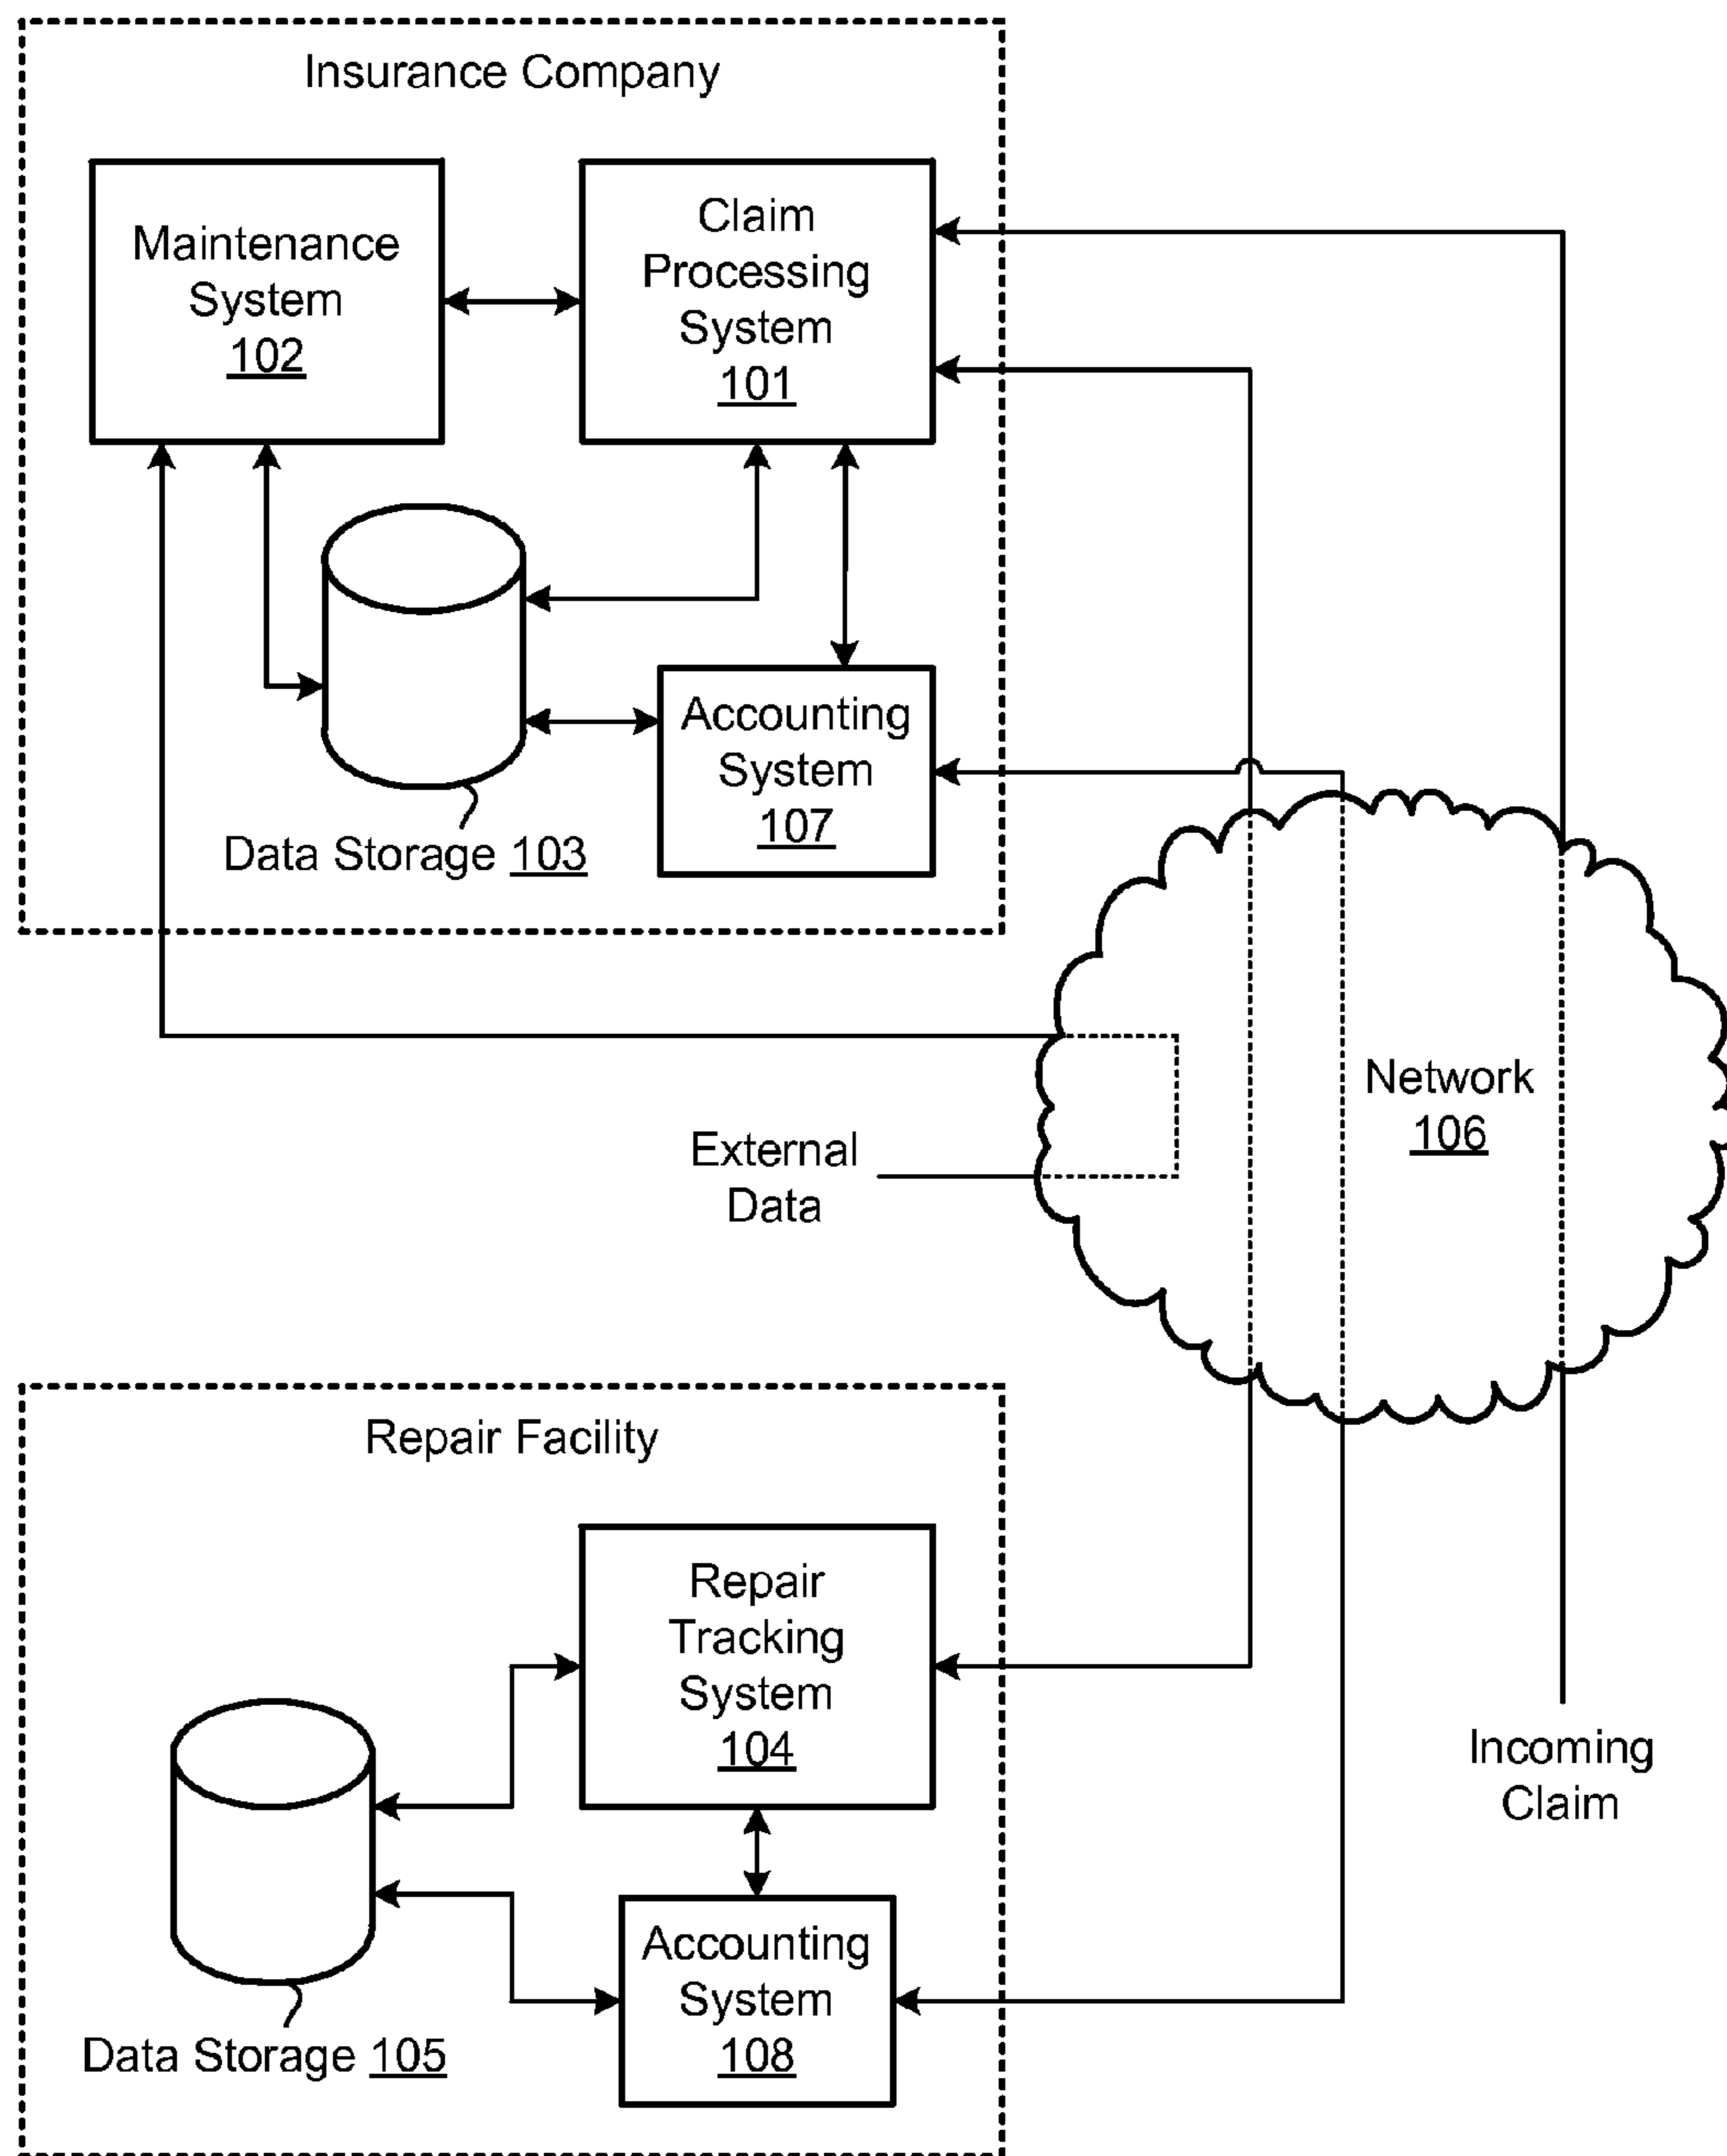 Insurance Company
Maintenance
System
102
Claim
Processing
System
101
Accounting
System
107
Data Storage 103
Network
106
External
Data
Repair Facility
Repair
Tracking
System
104
Incoming
Claim
Accounting
System
108
Data Storage 105